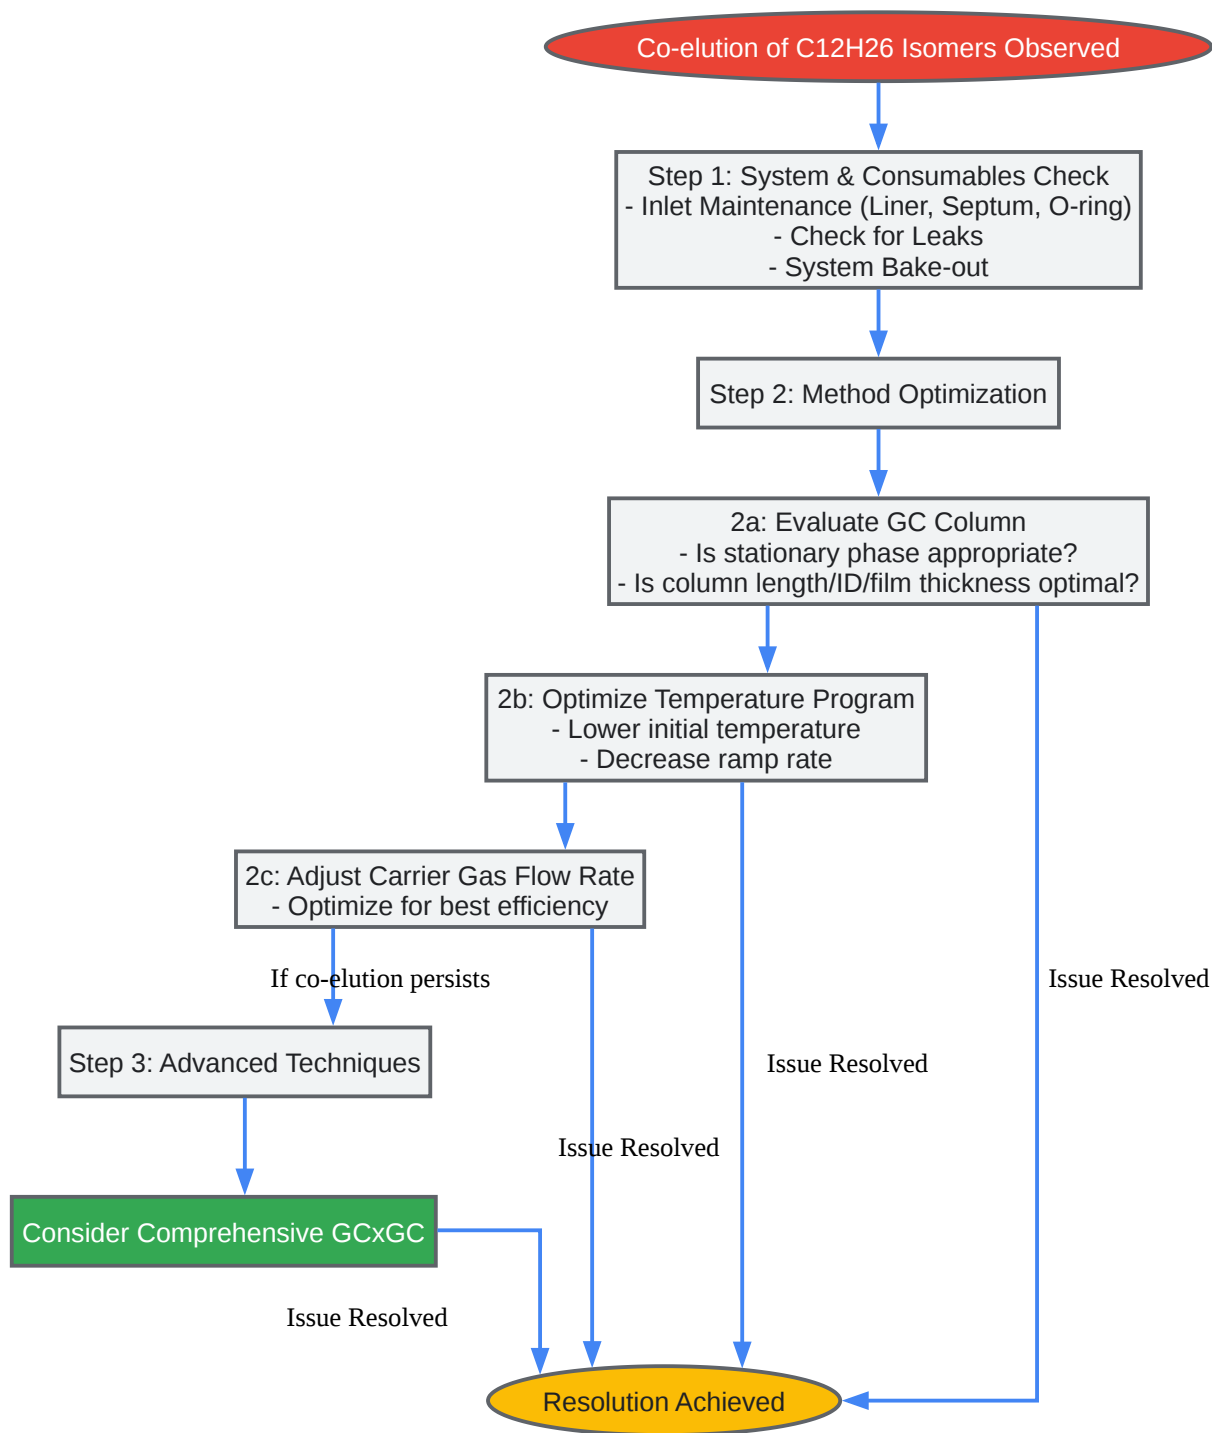 Co-elution of C12H26 Isomers Observed
Step 1: System & Consumables Check
- Inlet Maintenance (Liner, Septum, O-ring)
- Check for Leaks
- System Bake-out
Step 2: Method Optimization
2a: Evaluate GC Column
- Is stationary phase appropriate?
- Is column length/ID/film thickness optimal?
2b: Optimize Temperature Program
- Lower initial temperature
- Decrease ramp rate
2c: Adjust Carrier Gas Flow Rate
- Optimize for best efficiency
If co-elution persists
Issue Resolved
Step 3: Advanced Techniques
Issue Resolved
Issue Resolved
Consider Comprehensive GCxGC
Issue Resolved
Resolution Achieved